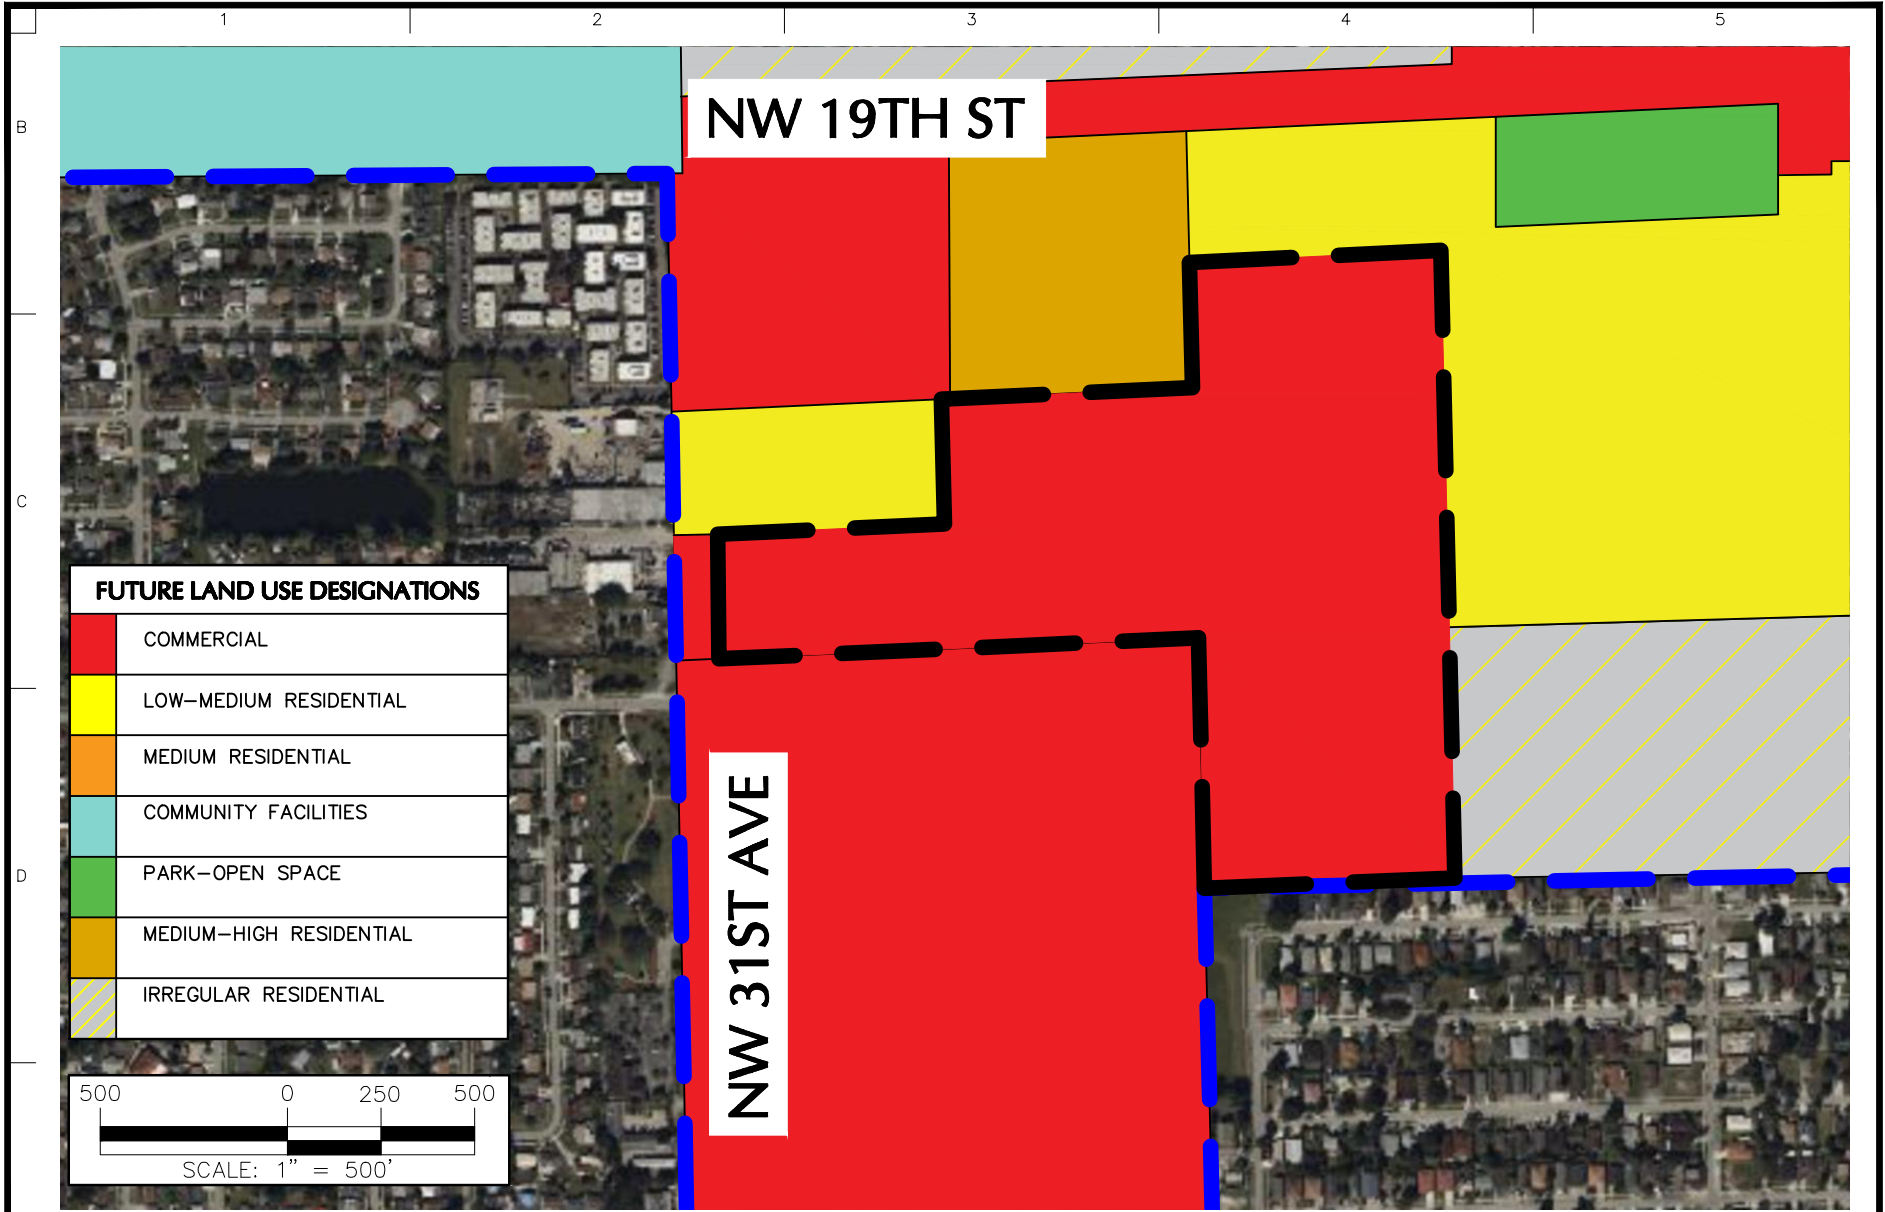 1 2 3 4 5
B
NW 19TH ST
C
FUTURE LAND USE DESIGNATIONS
COMMERCIAL
LOW-MEDIUM RESIDENTIAL
MEDIUM RESIDENTIAL
COMMUNITY FACILITIES
PARK-OPEN SPACE
MEDIUM-HIGH RESIDENTIAL
IRREGULAR RESIDENTIAL
NW 31ST AVE
D
500 0 250 500
SCALE: 1" = 500'